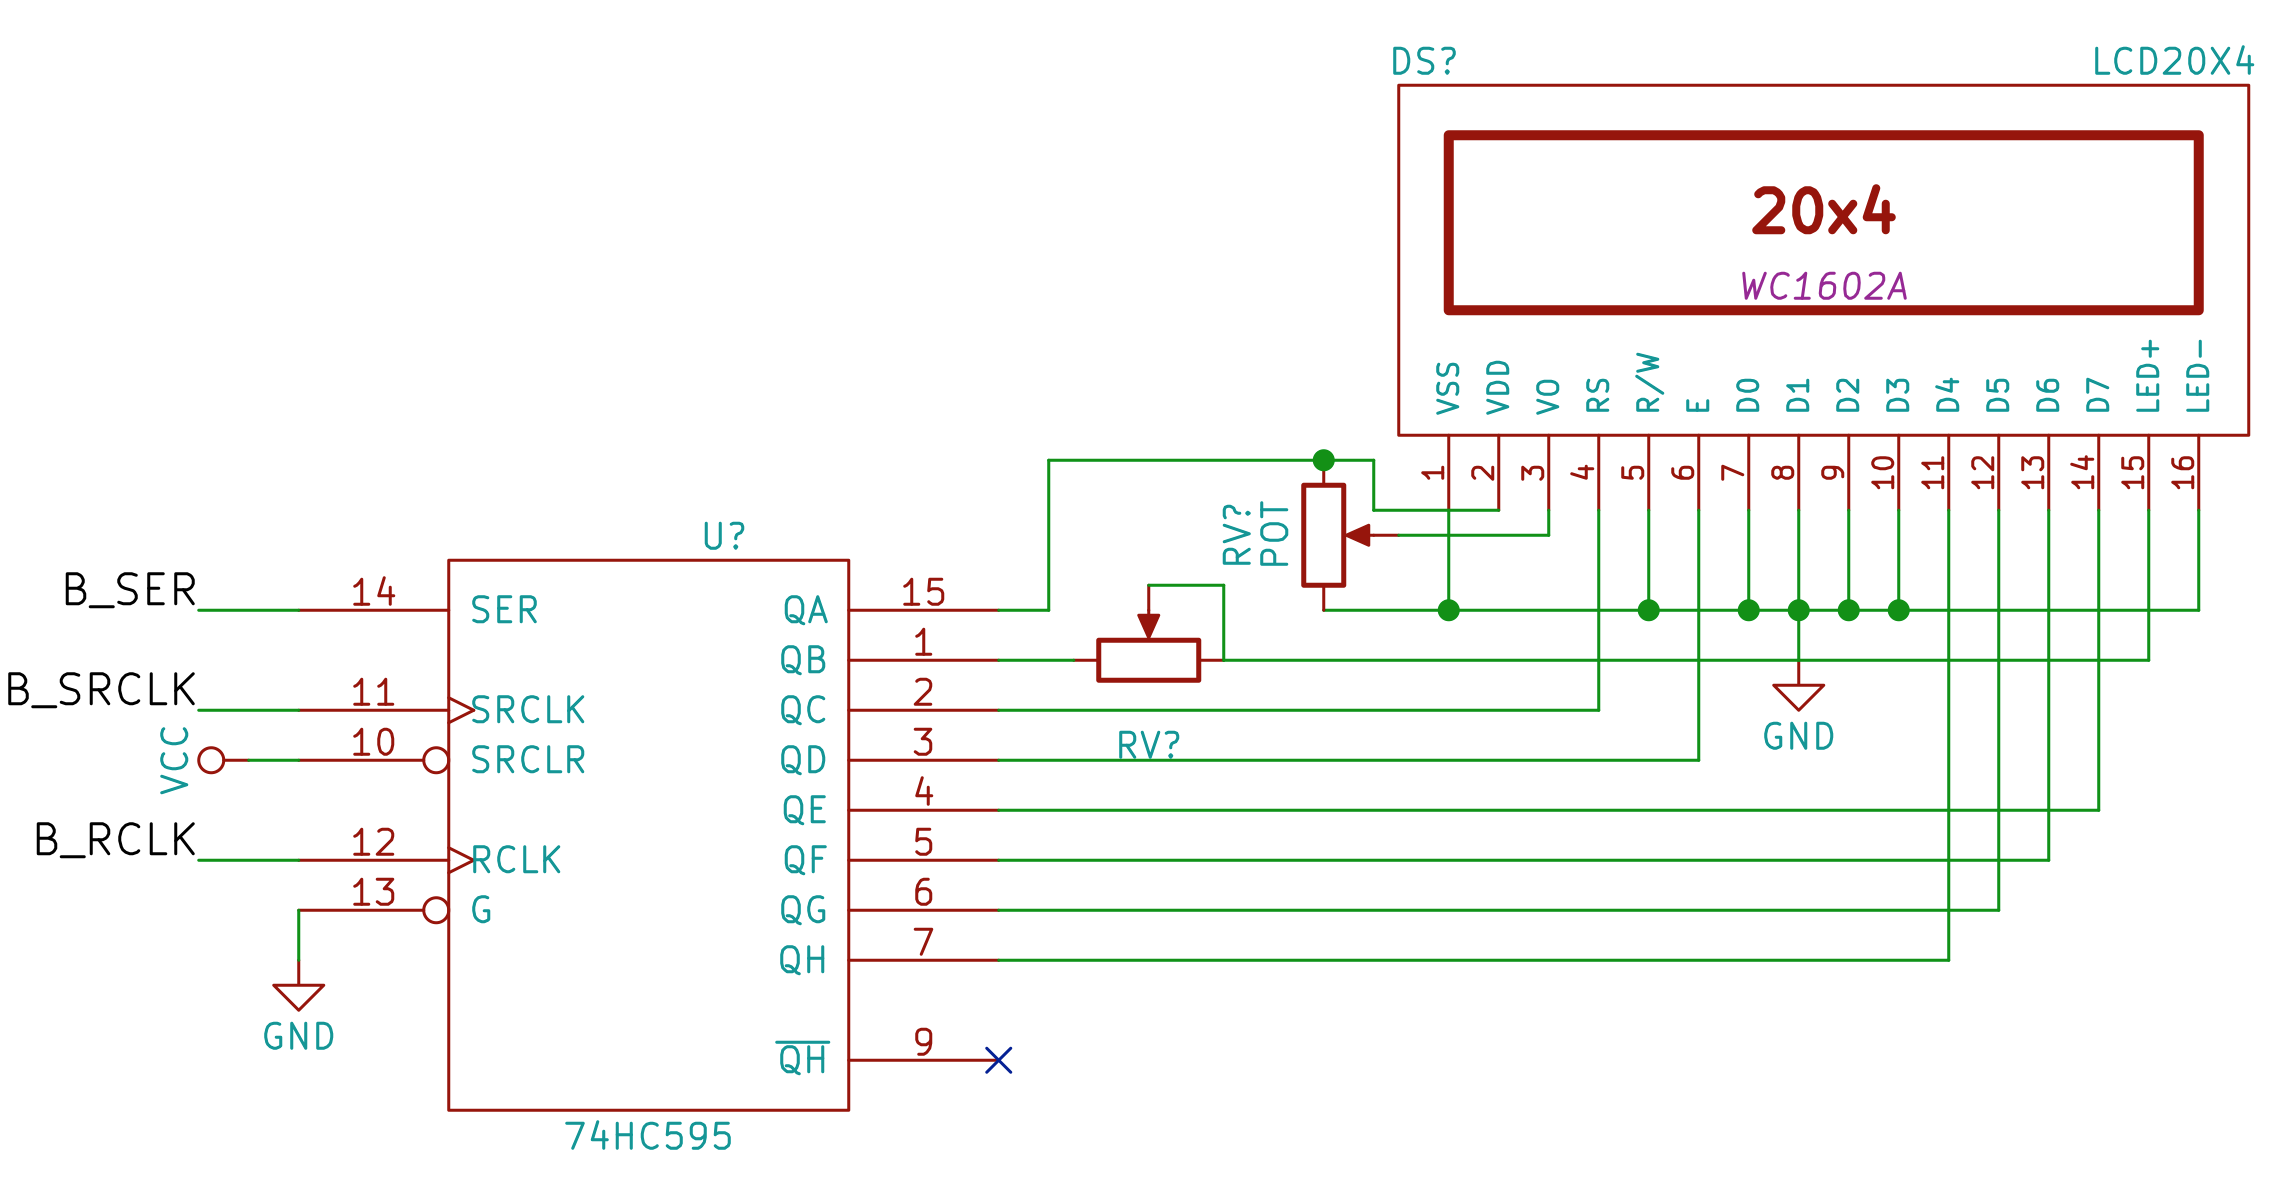 DS?
LCD20X4
20x4
WC1602A
VSS
VDD
VO
RS
R/W
E
D0
D1
D2
D3
D4
D5
D6
D7
LED+
LED-
1
2
3
4
5
6
7
8
9
10
11
12
13
14
15
16
RV?
POT
U?
B_SER
14
SER
QA
15
QB
1
B_SRCLK
11
SRCLK
QC
2
VCC
10
SRCLR
QD
3
RV?
GND
QE
4
B_RCLK
12
RCLK
QF
5
13
G
QG
6
QH
7
GND
QH
9
74HC595